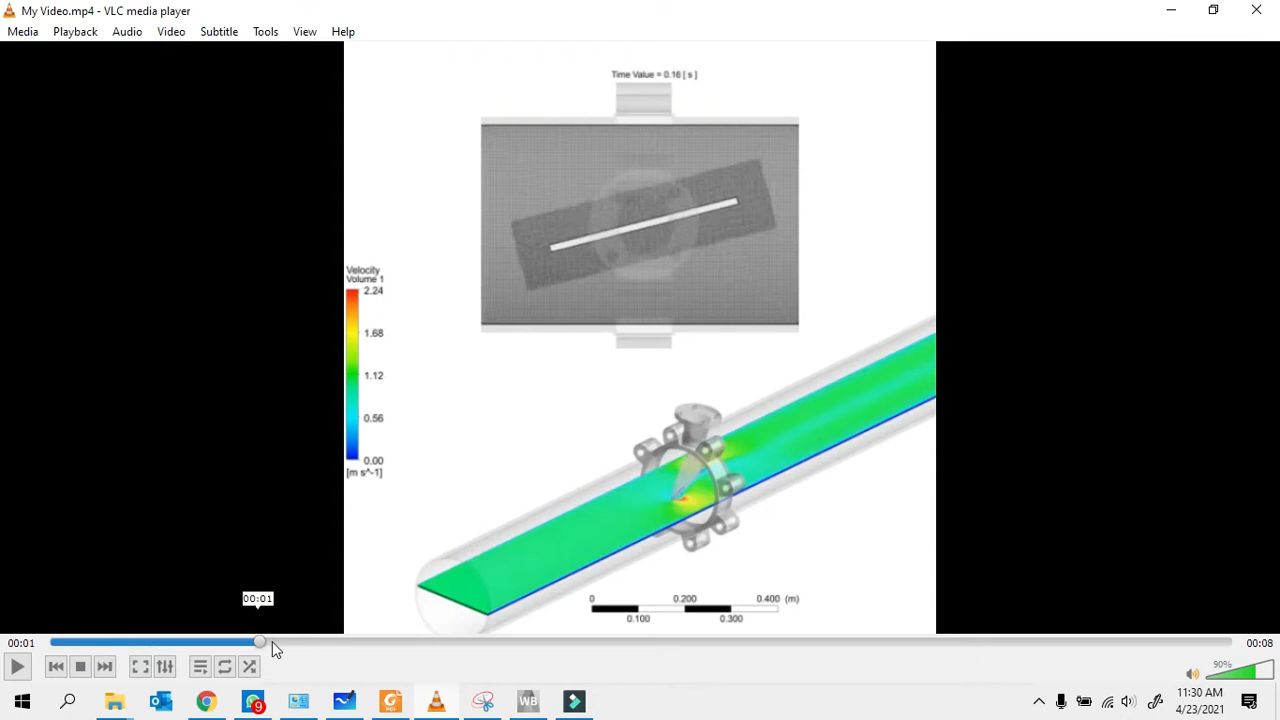 My Video.mp4 - VLC media player
Media Playback Audio Video Subtitle Tools View Help
Time Value = 0.16 [ s ]
Velocity
Volume 1
2.24
1.68
1.12
0.56
0.00
[m s^-1]
0 0.200 0.400 (m)
0.100 0.300
00:01
00:01 00:08
90%
9
WB
11:30 AM
4/23/2021